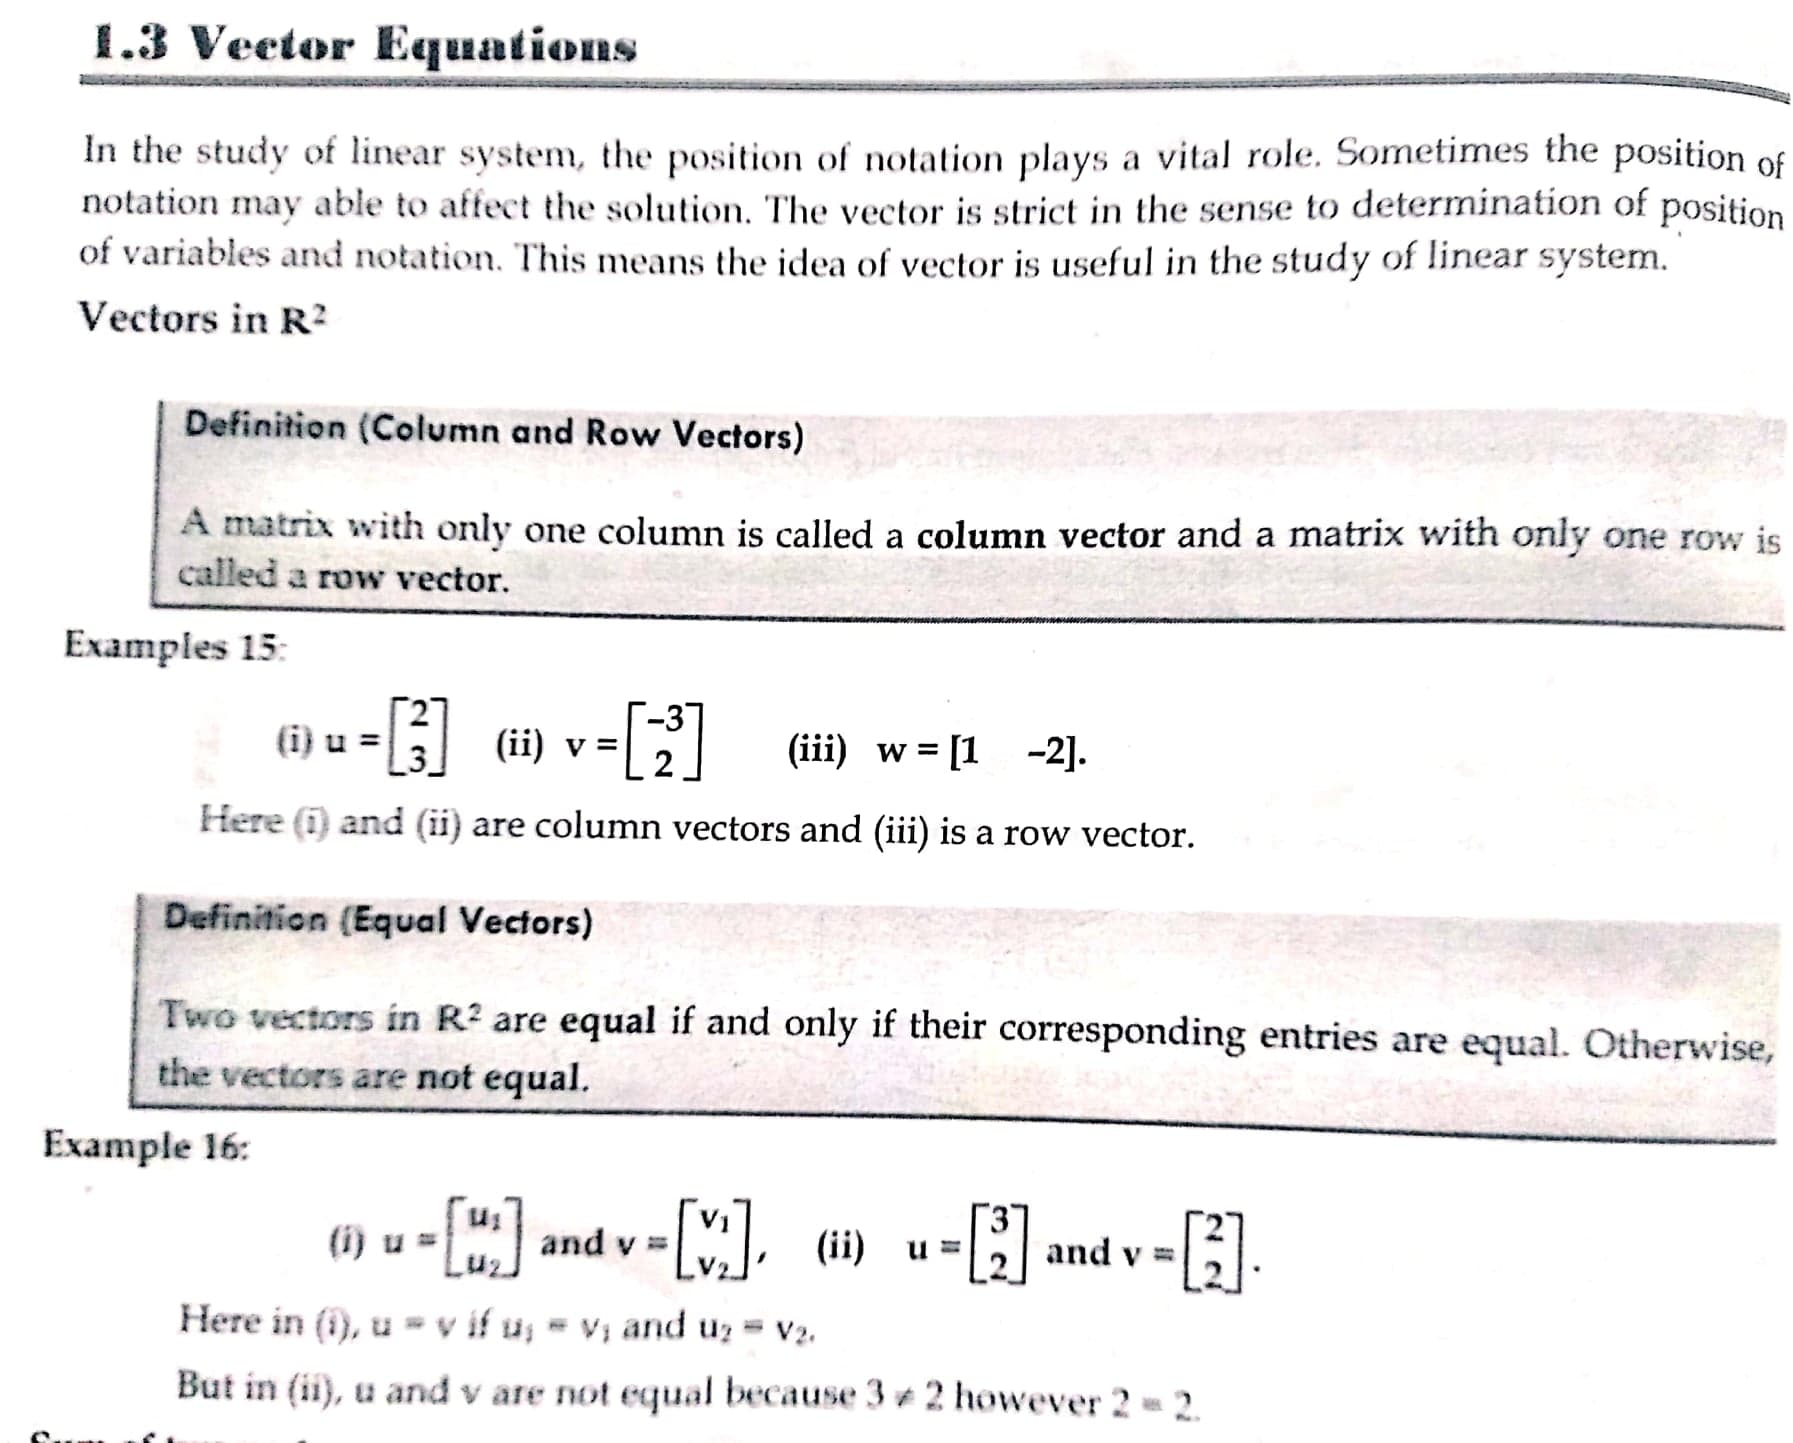 1.3 Vector Equations
In the study of linear system, the position of notation plays a vital role. Sometimes the position of
notation may able to affect the solution. The vector is strict in the sense to determination of position
of variables and notation. This means the idea of vector is useful in the study of linear system.
Vectors in R²
Definition (Column and Row Vectors)
A matrix with only one column is called a column vector and a matrix with only one row is
called a row vector.
Examples 15:
(i) u = [2 3] (ii) v = [-3 2] (iii) w = [1 -2].
Here (i) and (ii) are column vectors and (iii) is a row vector.
Definition (Equal Vectors)
Two vectors in R² are equal if and only if their corresponding entries are equal. Otherwise,
the vectors are not equal.
Example 16:
(i) u = [u₁ u₂] and v = [v₁ v₂], (ii) u = [3 2] and v = [2 2].
Here in (i), u = v if u₁ = v₁ and u₂ = v₂.
But in (ii), u and v are not equal because 3 ≠ 2 however 2 = 2.